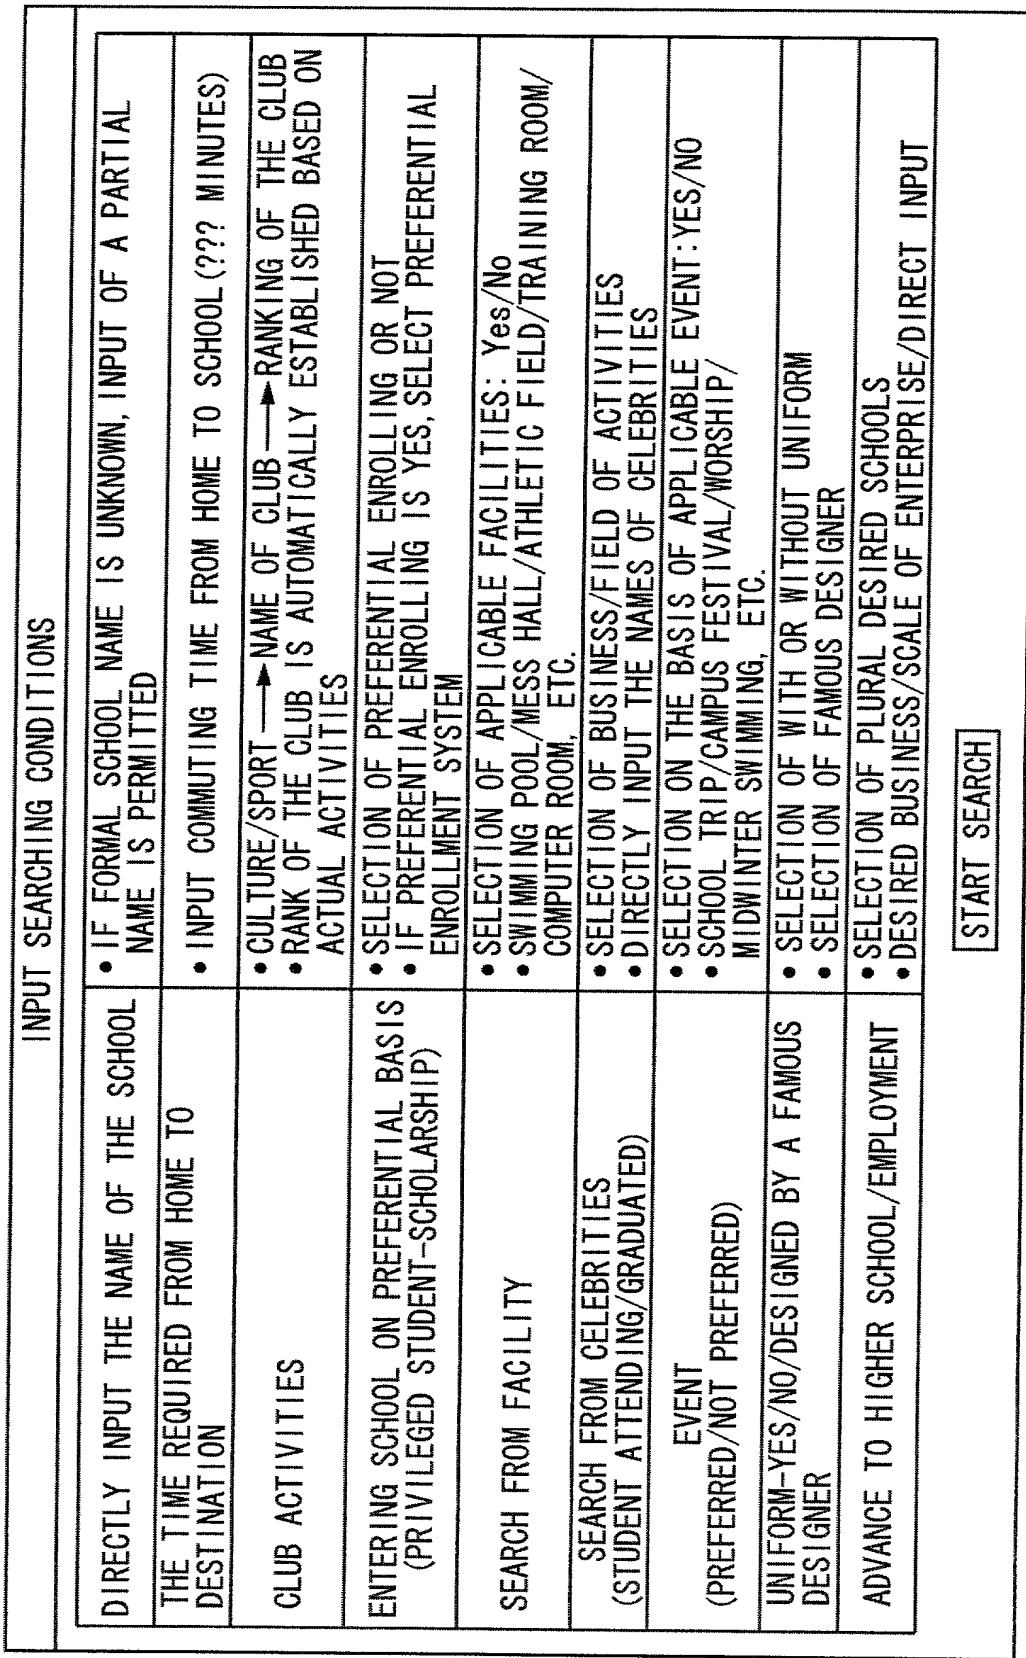 INPUT SEARCHING CONDITIONS
DIRECTLY INPUT THE NAME OF THE SCHOOL
• IF FORMAL SCHOOL NAME IS UNKNOWN, INPUT OF A PARTIAL
NAME IS PERMITTED
THE TIME REQUIRED FROM HOME TO
DESTINATION
• INPUT COMMUTING TIME FROM HOME TO SCHOOL(??? MINUTES)
CLUB ACTIVITIES
• CULTURE/SPORT → NAME OF CLUB → RANKING OF THE CLUB
• RANK OF THE CLUB IS AUTOMATICALLY ESTABLISHED BASED ON
ACTUAL ACTIVITIES
ENTERING SCHOOL ON PREFERENTIAL BASIS
(PRIVILEGED STUDENT-SCHOLARSHIP)
• SELECTION OF PREFERENTIAL ENROLLING OR NOT
• IF PREFERENTIAL ENROLLING IS YES, SELECT PREFERENTIAL
ENROLLMENT SYSTEM
SEARCH FROM FACILITY
• SELECTION OF APPLICABLE FACILITIES: Yes/No
• SWIMMING POOL/MESS HALL/ATHLETIC FIELD/TRAINING ROOM/
COMPUTER ROOM, ETC.
SEARCH FROM CELEBRITIES
(STUDENT ATTENDING/GRADUATED)
• SELECTION OF BUSINESS/FIELD OF ACTIVITIES
• DIRECTLY INPUT THE NAMES OF CELEBRITIES
EVENT
(PREFERRED/NOT PREFERRED)
• SELECTION ON THE BASIS OF APPLICABLE EVENT:YES/NO
• SCHOOL TRIP/CAMPUS FESTIVAL/WORSHIP/
MIDWINTER SWIMMING, ETC.
UNIFORM-YES/NO/DESIGNED BY A FAMOUS
DESIGNER
• SELECTION OF WITH OR WITHOUT UNIFORM
• SELECTION OF FAMOUS DESIGNER
ADVANCE TO HIGHER SCHOOL/EMPLOYMENT
• SELECTION OF PLURAL DESIRED SCHOOLS
• DESIRED BUSINESS/SCALE OF ENTERPRISE/DIRECT INPUT
START SEARCH